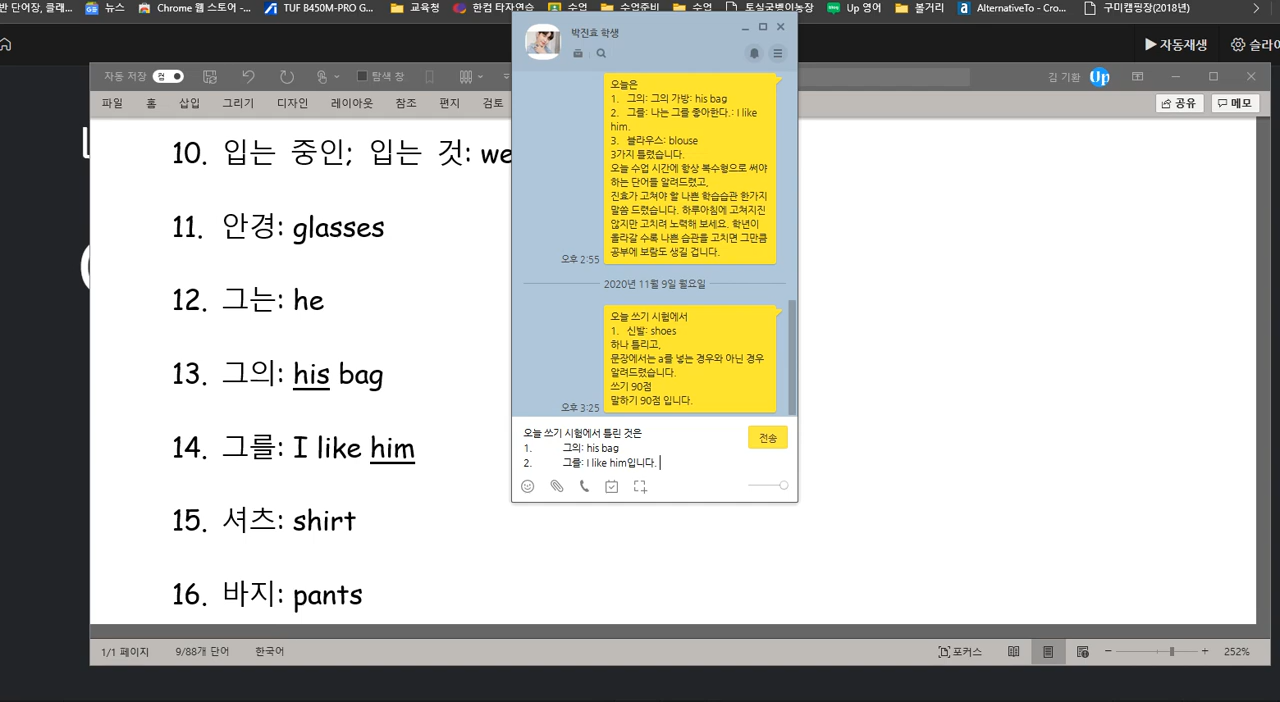 반 단어장, 클래...
뉴스
Chrome 웹 스토어 -...
TUF B450M-PRO G...
교육청
한컴 타자연습
수업
수업준비
수업
토실굼벵이농장
Up 영어
볼거리
AlternativeTo - Cro...
구미캠핑장(2018년)
자동재생
슬라이
자동 저장
컴
탐색 창
김 기환
Up
파일 홈 삽입 그리기 디자인 레이아웃 참조 편지 검토
공유
메모
10. 입는 중인; 입는 것: we
11. 안경: glasses
12. 그는: he
13. 그의: his bag
14. 그를: I like him
15. 셔츠: shirt
16. 바지: pants
박진효 학생
오늘은
1. 그의: 그의 가방: his bag
2. 그를: 나는 그를 좋아한다.: I like
him.
3. 블라우스: blouse
3가지 틀렸습니다.
오늘 수업 시간에 항상 복수형으로 써야
하는 단어들 알려드렸고,
진효가 고쳐야 할 나쁜 학습습관 한가지
말씀 드렸습니다. 하루아침에 고쳐지진
않지만 고치려 노력해 보세요. 학년이
올라갈 수록 나쁜 습관을 고치면 그만큼
공부에 보람도 생길 겁니다.
오후 2:55
2020년 11월 9일 월요일
오늘 쓰기 시험에서
1. 신발: shoes
하나 틀리고,
문장에서는 a를 넣는 경우와 아닌 경우
알려드렸습니다.
쓰기 90점
말하기 90점 입니다.
오후 3:25
오늘 쓰기 시험에서 틀린 것은
1. 그의: his bag
2. 그를: I like him입니다.
전송
1/1 페이지
9/88개 단어
한국어
포커스
252%